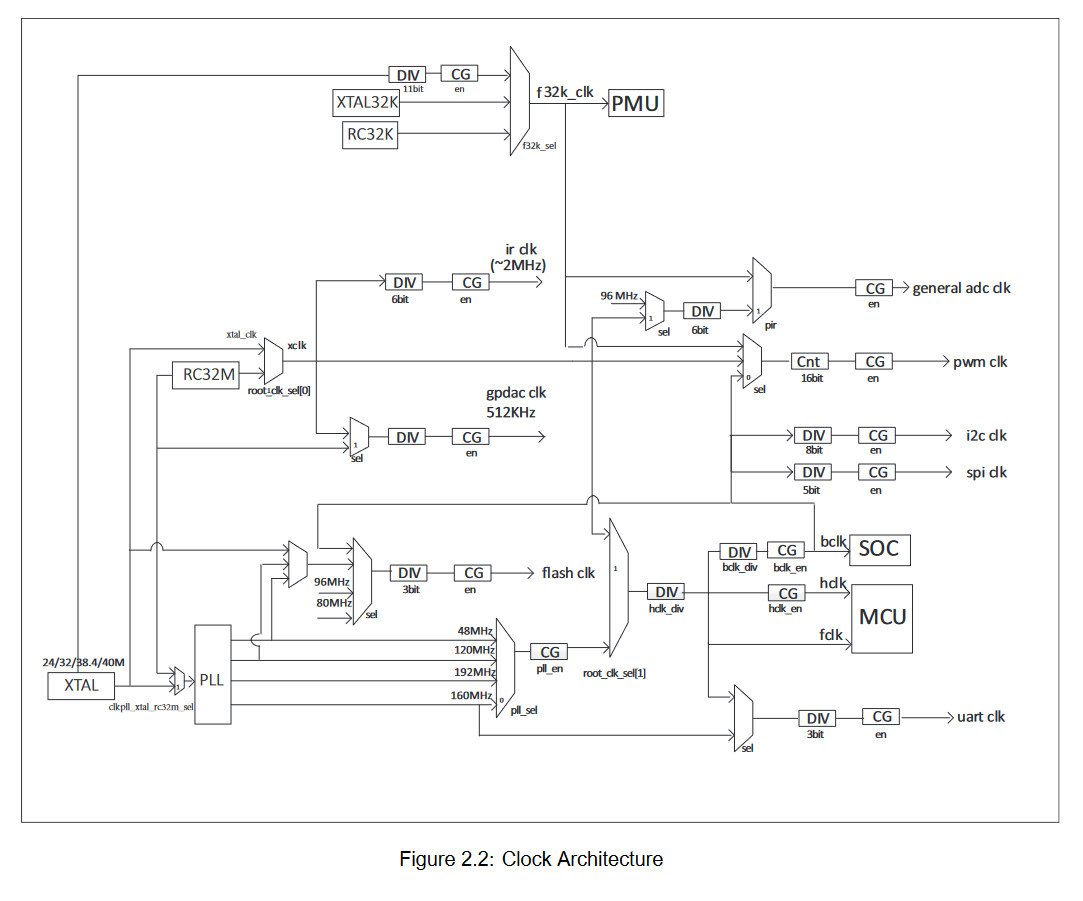 DIV
CG
11bit
en
XTAL32K
f32k_clk
PMU
RC32K
f32k_sel
ir clk
(~2MHz)
DIV
CG
6bit
en
96 MHz
1
sel
DIV
6bit
1
pir
CG
en
general adc clk
xtal_clk
xclk
RC32M
1
root_clk_sel[0]
0
sel
Cnt
16bit
CG
en
pwm clk
gpdac clk
512KHz
1
sel
DIV
CG
en
DIV
8bit
CG
en
i2c clk
DIV
5bit
CG
en
spi clk
96MHz
80MHz
sel
DIV
3bit
CG
en
flash clk
1
root_clk_sel[1]
DIV
hclk_div
DIV
bclk_div
CG
bclk_en
bclk
SOC
CG
hclk_en
hclk
fclk
MCU
24/32/38.4/40M
XTAL
1
clkpll_xtal_rc32m_sel
PLL
48MHz
120MHz
192MHz
160MHz
0
pll_sel
CG
pll_en
sel
DIV
3bit
CG
en
uart clk
Figure 2.2: Clock Architecture